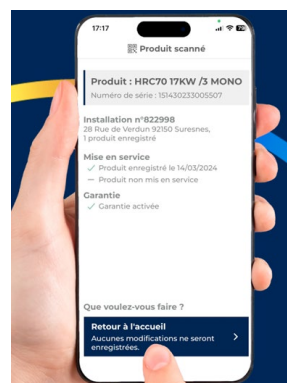 17:17
Produit scanné
Produit : HRC70 17KW /3 MONO
Numéro de série : 151430233005507
Installation n°822998
28 Rue de Verdun 92150 Suresnes,
1 produit enregistré
Mise en service
Produit enregistré le 14/03/2024
Produit non mis en service
Garantie
Garantie activée
Que voulez-vous faire ?
Retour à l'accueil
Aucunes modifications ne seront
enregistrées.